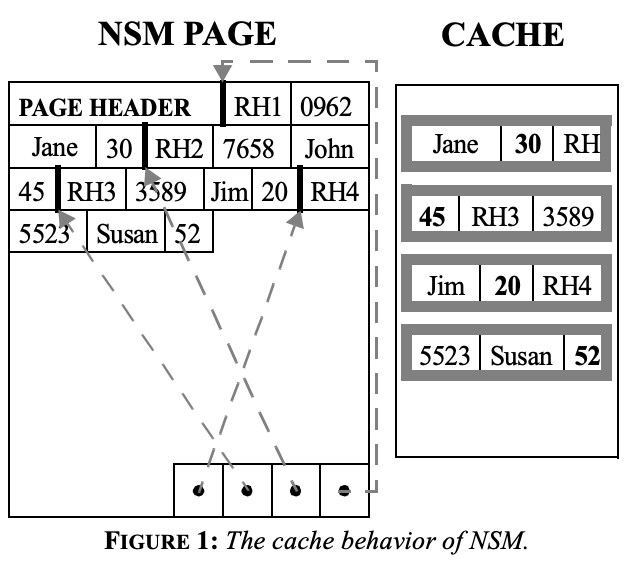 NSM PAGE
CACHE
PAGE HEADER RH1 0962
Jane 30 RH2 7658 John
45 RH3 3589 Jim 20 RH4
5523 Susan 52
Jane 30 RH
45 RH3 3589
Jim 20 RH4
5523 Susan 52
FIGURE 1: The cache behavior of NSM.